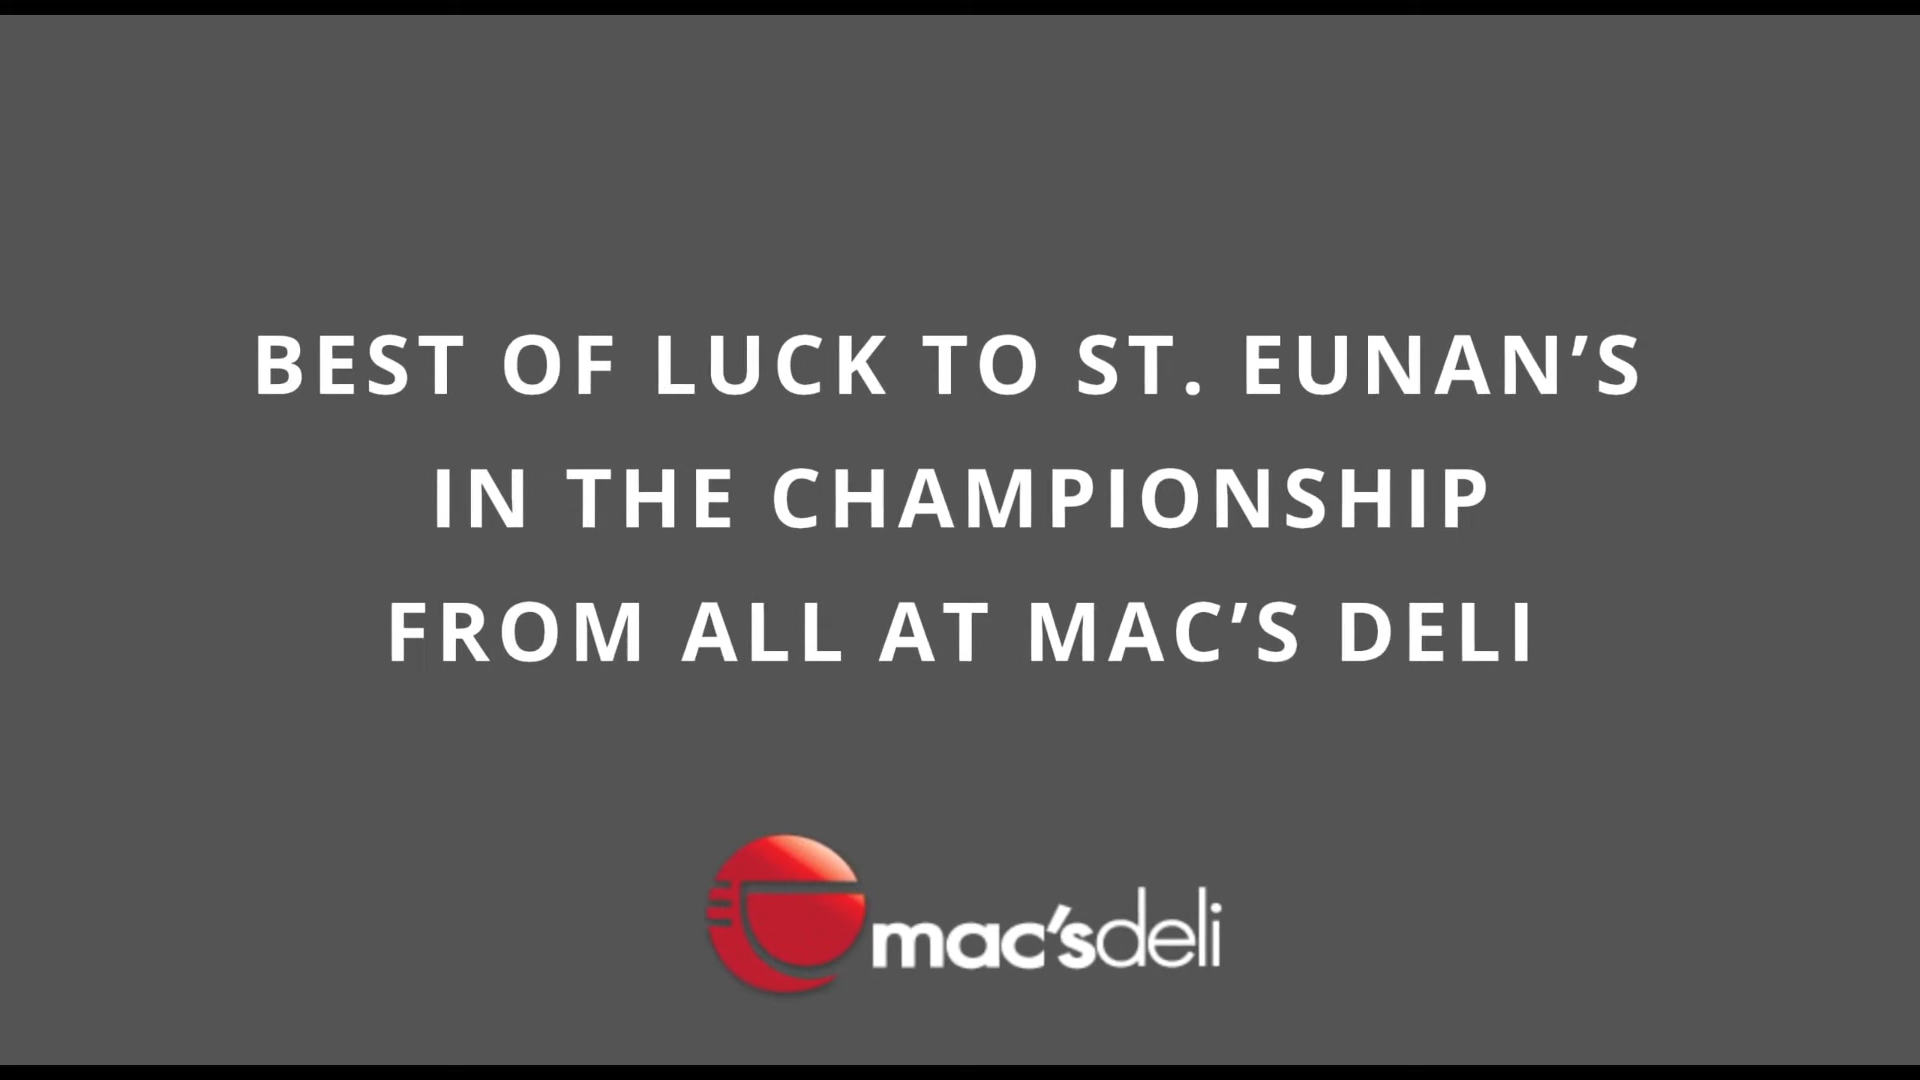 BEST OF LUCK TO ST. EUNAN’S
IN THE CHAMPIONSHIP
FROM ALL AT MAC’S DELI
mac’sdeli